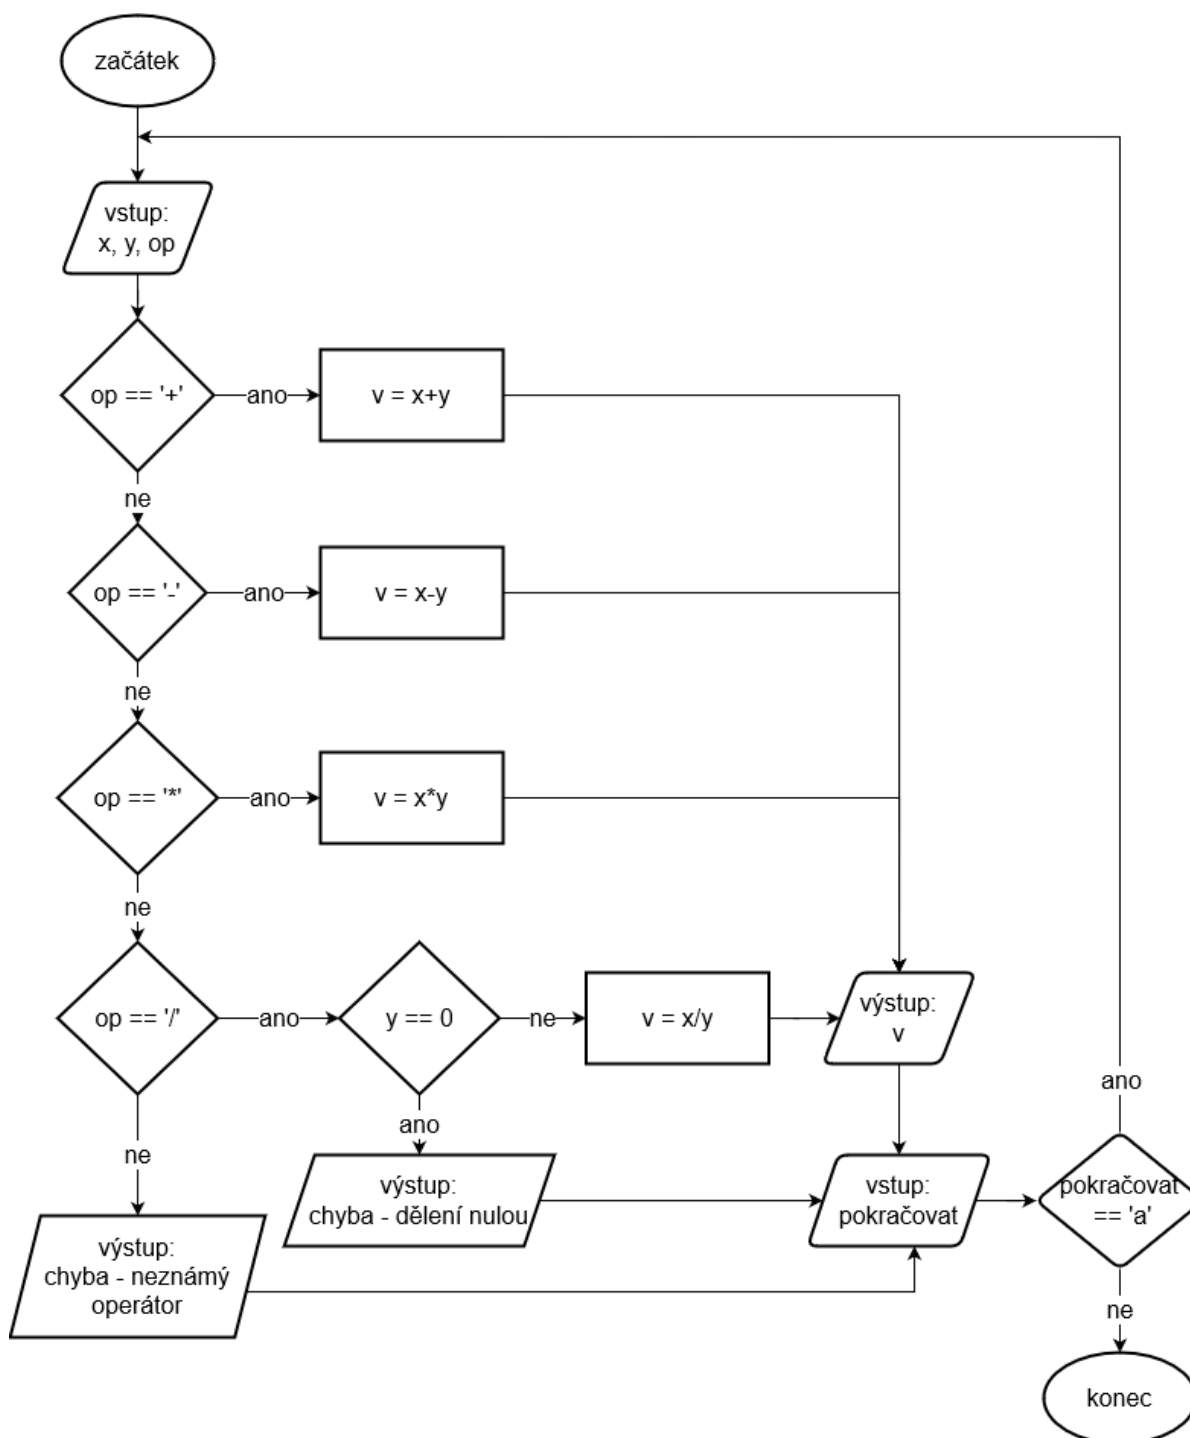 začátek
vstup:
x, y, op
op == '+'
ano
v = x+y
ne
op == '-'
ano
v = x-y
ne
op == '*'
ano
v = x*y
ne
op == '/'
ano
y == 0
ne
v = x/y
výstup:
v
ano
ano
ne
výstup:
chyba - dělení nulou
vstup:
pokračovat
pokračovat
== 'a'
výstup:
chyba - neznámý
operátor
ne
konec